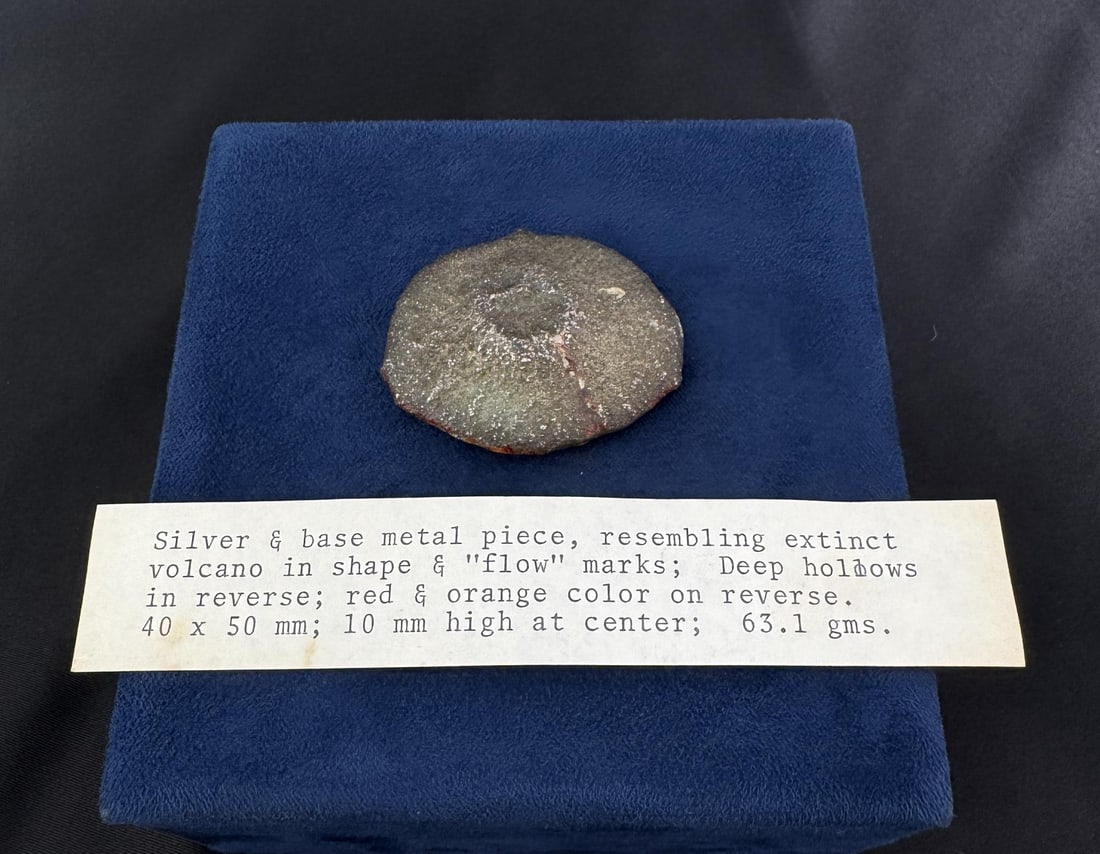 Silver & base metal piece, resembling extinct
volcano in shape & "flow" marks;  Deep hollows
in reverse; red & orange color on reverse.
40 x 50 mm; 10 mm high at center;  63.1 gms.